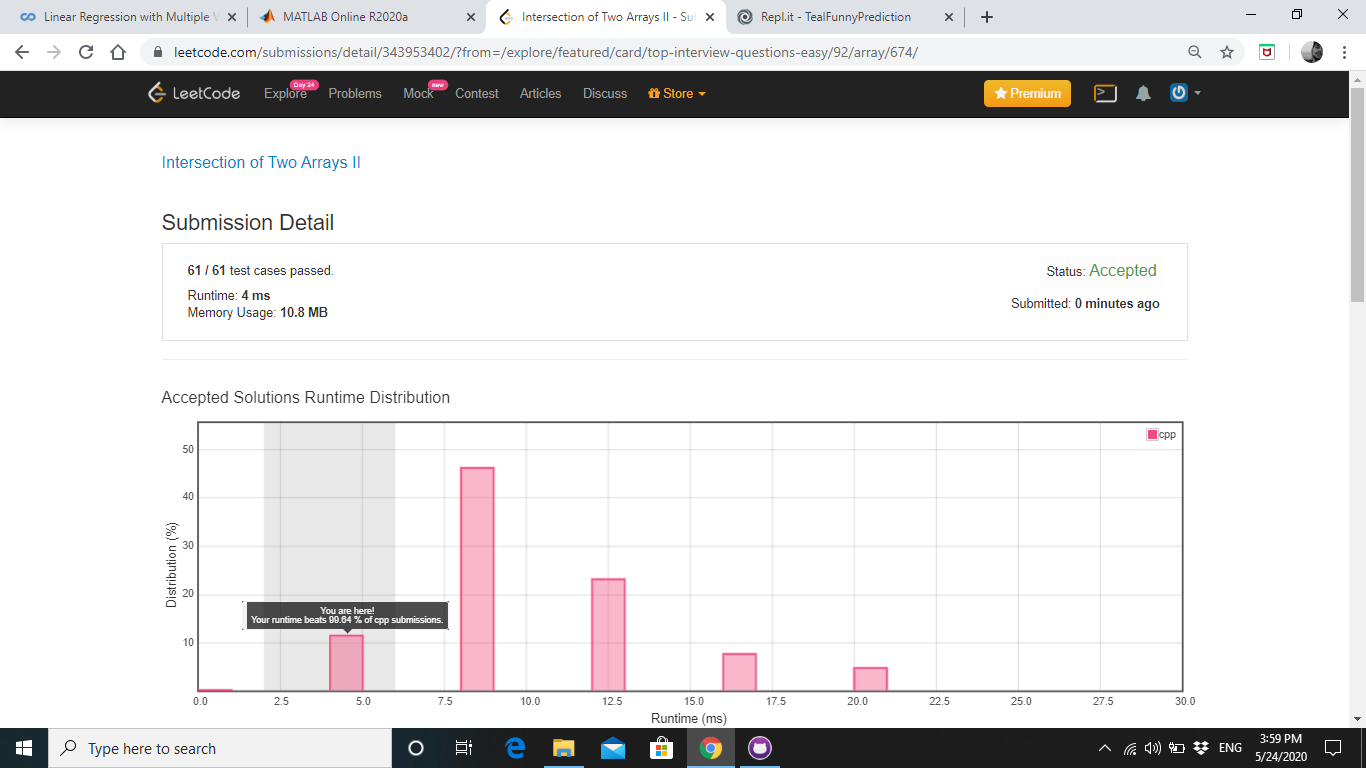 Linear Regression with Multiple V
MATLAB Online R2020a
Intersection of Two Arrays II - Su
Repl.it - TealFunnyPrediction
leetcode.com/submissions/detail/343953402/?from=/explore/featured/card/top-interview-questions-easy/92/array/674/
LeetCode Explore Day 24 Problems Mock new Contest Articles Discuss Store Premium
Intersection of Two Arrays II
Submission Detail
61 / 61 test cases passed.
Status: Accepted
Runtime: 4 ms
Submitted: 0 minutes ago
Memory Usage: 10.8 MB
Accepted Solutions Runtime Distribution
cpp
50
40
30
20
10
Distribution (%)
You are here!
Your runtime beats 99.64 % of cpp submissions.
0.0 2.5 5.0 7.5 10.0 12.5 15.0 17.5 20.0 22.5 25.0 27.5 30.0
Runtime (ms)
Type here to search
ENG
3:59 PM
5/24/2020